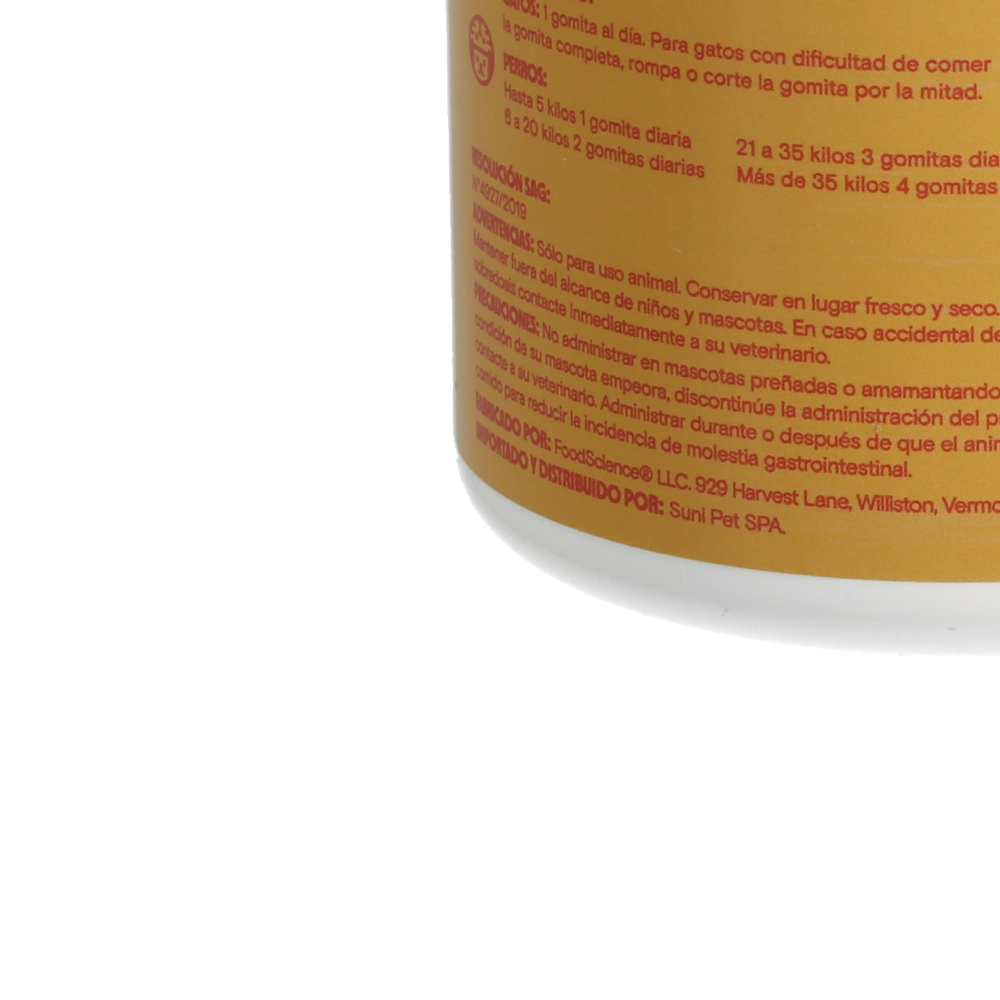 GATOS: 1 gomita al día. Para gatos con dificultad de comer
la gomita completa, rompa o corte la gomita por la mitad.
PERROS:
Hasta 5 kilos 1 gomita diaria
6 a 20 kilos 2 gomitas diarias
21 a 35 kilos 3 gomitas dia
Más de 35 kilos 4 gomitas
RESOLUCIÓN SAG:
N°4927/2019
ADVERTENCIAS: Sólo para uso animal. Conservar en lugar fresco y seco.
Mantener fuera del alcance de niños y mascotas. En caso accidental de
sobredosis contacte inmediatamente a su veterinario.
PRECAUCIONES: No administrar en mascotas preñadas o amamantando
condición de su mascota empeora, discontinúe la administración del p
contacte a su veterinario. Administrar durante o después de que el anim
comido para reducir la incidencia de molestia gastrointestinal.
FABRICADO POR: FoodScience® LLC. 929 Harvest Lane, Williston, Vermo
IMPORTADO Y DISTRIBUIDO POR: Suni Pet SPA.